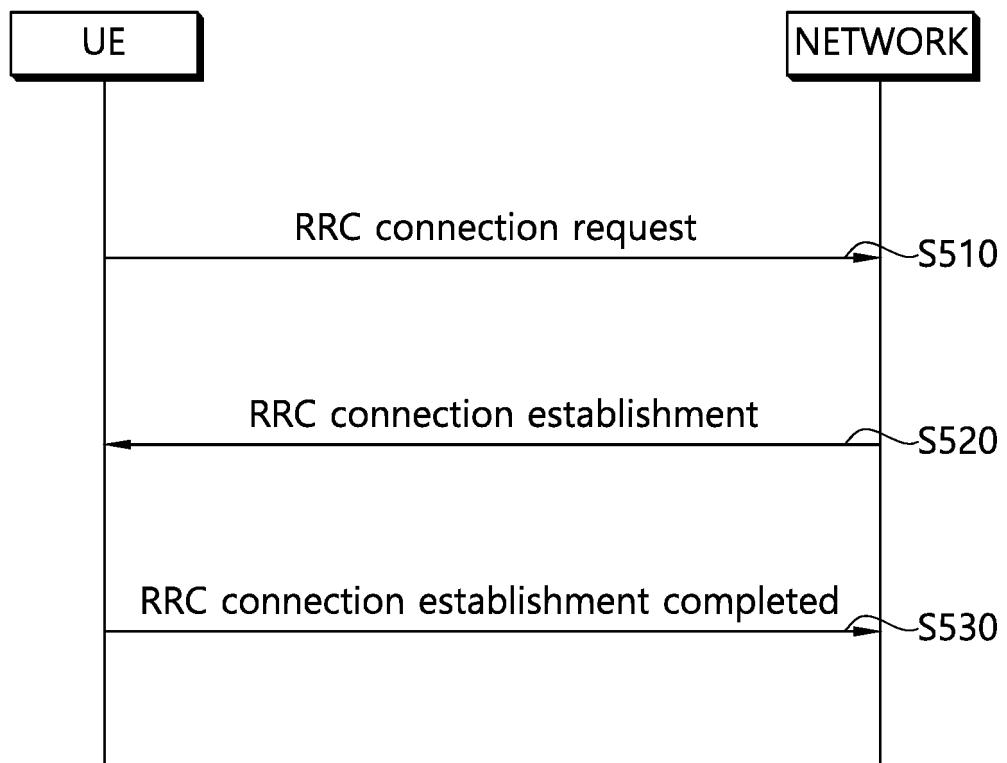 UE
NETWORK
RRC connection request
S510
RRC connection establishment
S520
RRC connection establishment completed
S530